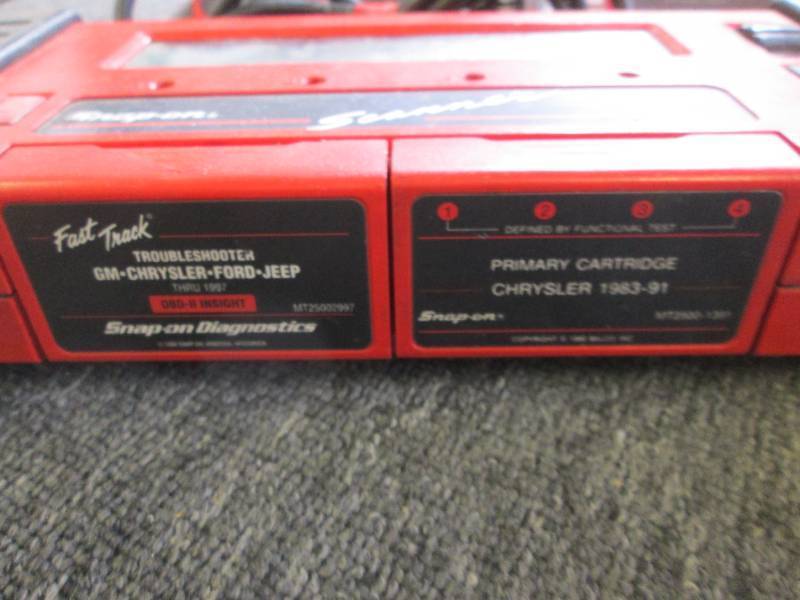 Snap-on Scanner
Fast Track®
TROUBLESHOOTER
GM•CHRYSLER•FORD•JEEP
THRU 1997
OBD-II INSIGHT
MT25002997
Snap-on Diagnostics
1 2 3 4
DEFINED BY FUNCTIONAL TEST
PRIMARY CARTRIDGE
CHRYSLER 1983-91
Snap-on®